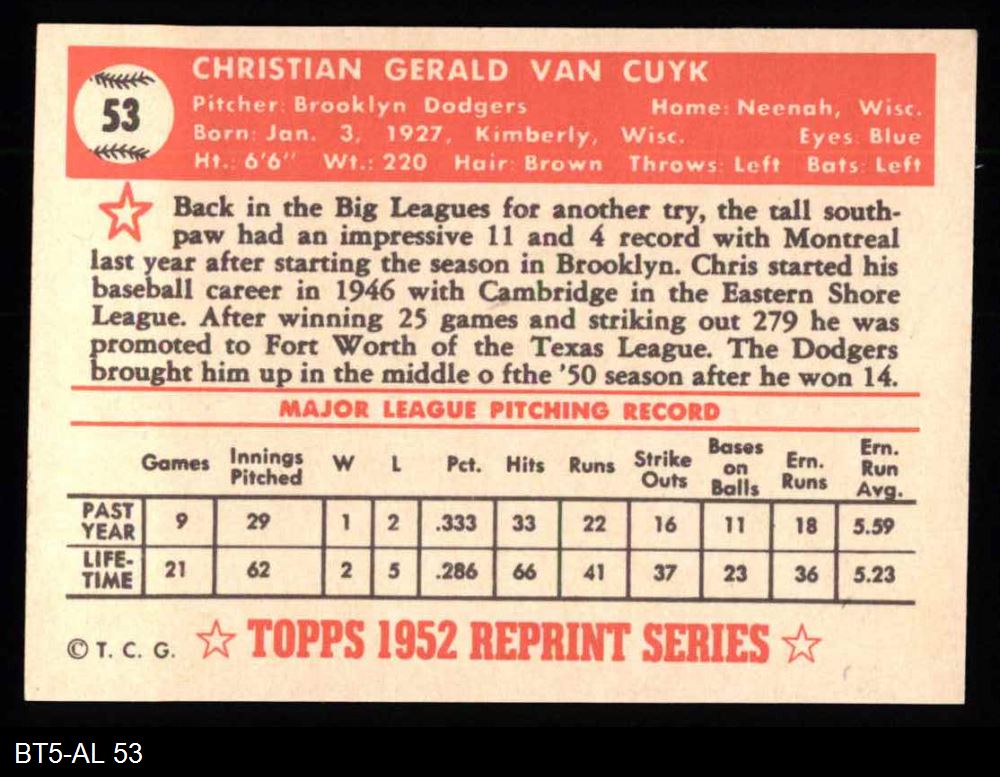 CHRISTIAN GERALD VAN CUYK
53
Pitcher: Brooklyn Dodgers Home: Neenah, Wisc.
Born: Jan. 3, 1927, Kimberly, Wisc. Eyes: Blue
Ht.: 6'6" Wt.: 220 Hair: Brown Throws: Left Bats: Left
Back in the Big Leagues for another try, the tall south-
paw had an impressive 11 and 4 record with Montreal
last year after starting the season in Brooklyn. Chris started his
baseball career in 1946 with Cambridge in the Eastern Shore
League. After winning 25 games and striking out 279 he was
promoted to Fort Worth of the Texas League. The Dodgers
brought him up in the middle o fthe '50 season after he won 14.
MAJOR LEAGUE PITCHING RECORD
Games Innings Pitched W L Pct. Hits Runs Strike Outs Bases on Balls Ern. Runs Ern. Run Avg.
PAST YEAR 9 29 1 2 .333 33 22 16 11 18 5.59
LIFE-TIME 21 62 2 5 .286 66 41 37 23 36 5.23
© T. C. G. TOPPS 1952 REPRINT SERIES
BT5-AL 53